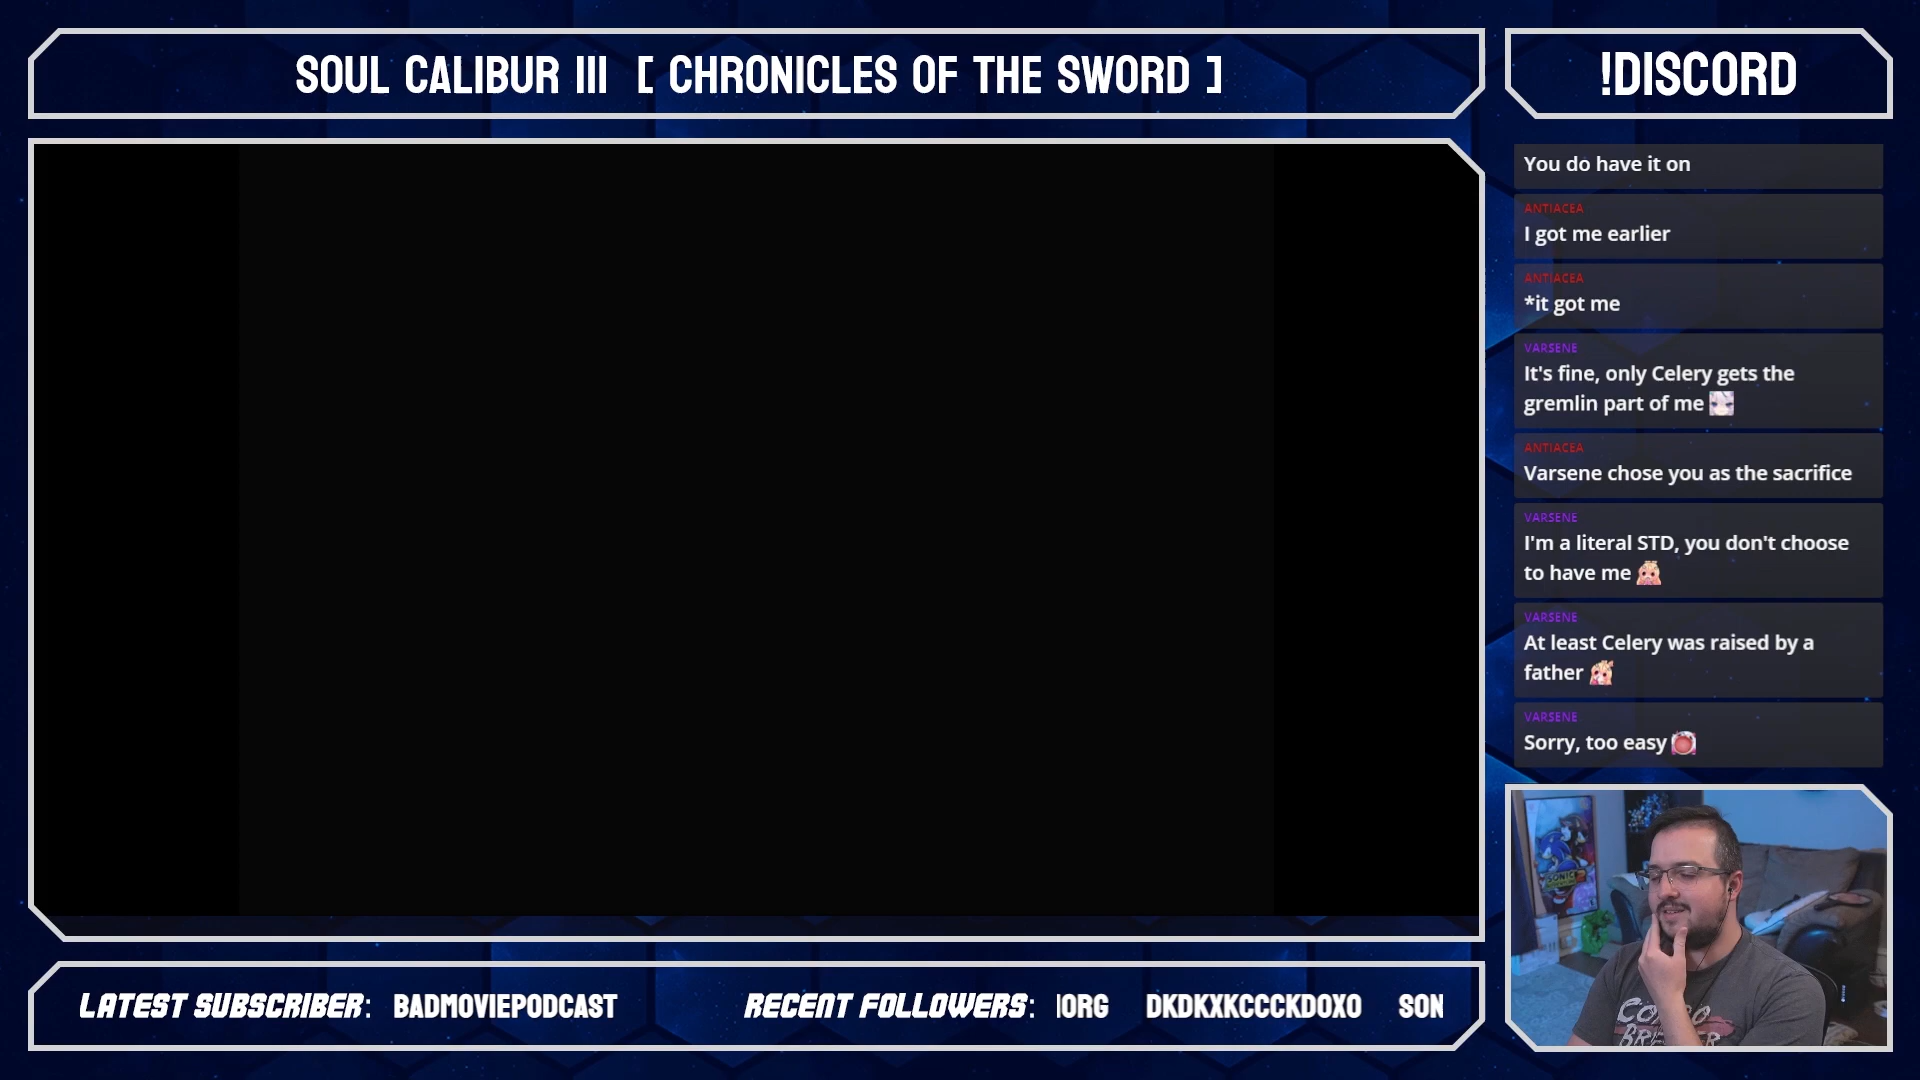 SOUL CALIBUR III [ CHRONICLES OF THE SWORD ]
!DISCORD
You do have it on
ANTIACEA
I got me earlier
ANTIACEA
*it got me
VARSENE
It's fine, only Celery gets the
gremlin part of me
ANTIACEA
Varsene chose you as the sacrifice
VARSENE
I'm a literal STD, you don't choose
to have me
VARSENE
At least Celery was raised by a
father
VARSENE
Sorry, too easy
SONIC
COMBO
BREAKER
LATEST SUBSCRIBER: BADMOVIEPODCAST
RECENT FOLLOWERS: IORG DKDKXKCCCKDOXO SON